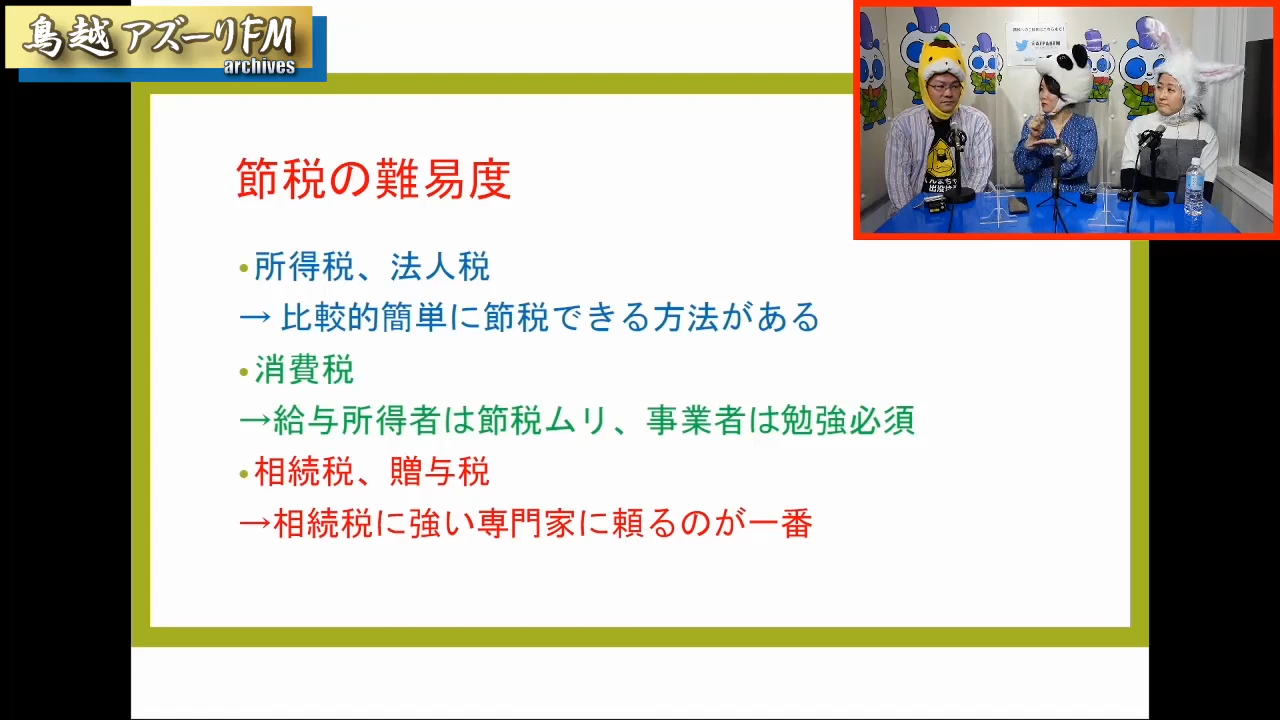 鳥越アズーリFM
archives
節税の難易度
•所得税、法人税
→ 比較的簡単に節税できる方法がある
•消費税
→給与所得者は節税ムリ、事業者は勉強必須
•相続税、贈与税
→相続税に強い専門家に頼るのが一番